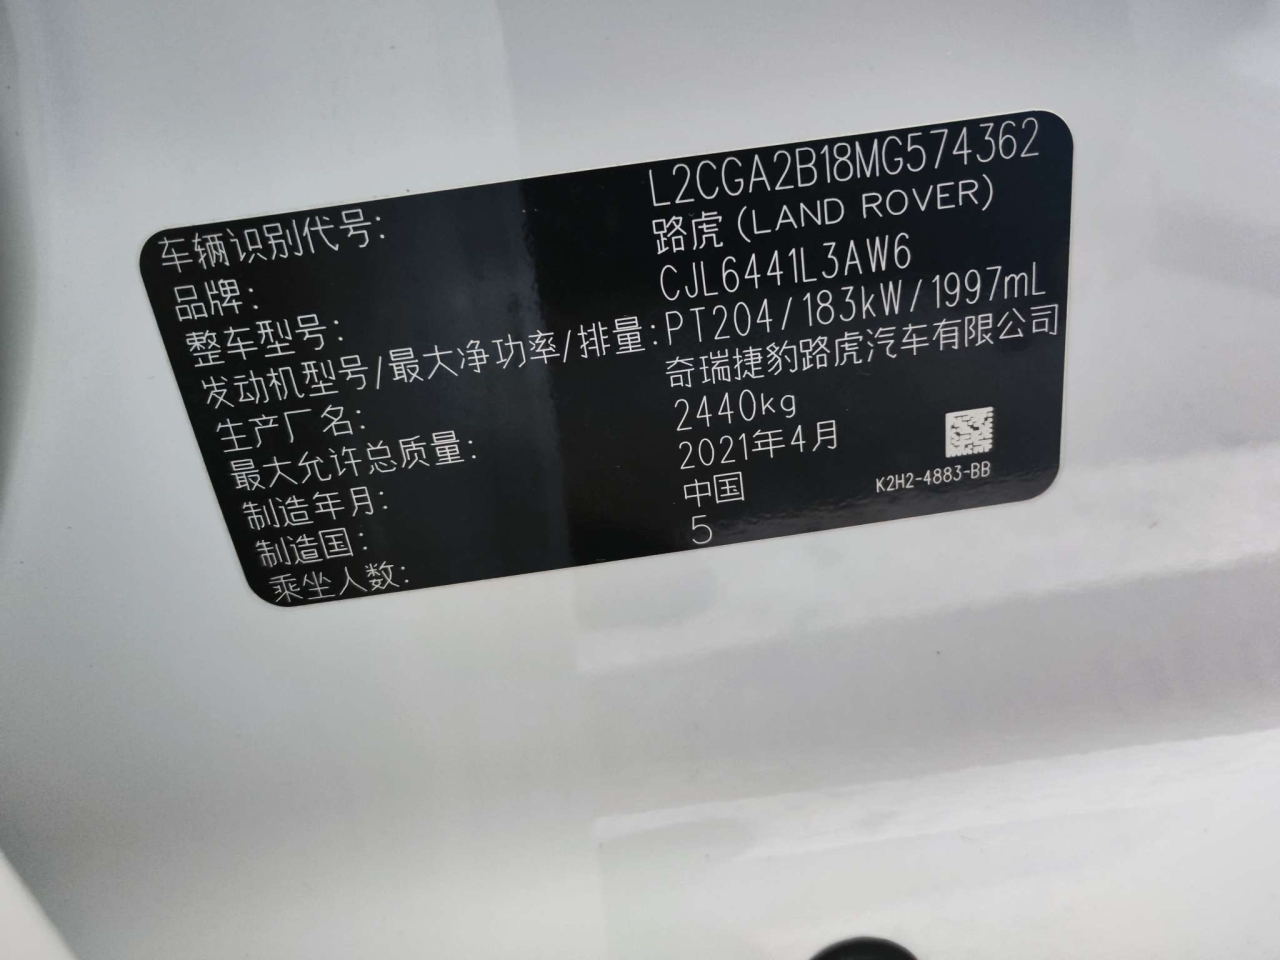 车辆识别代号: L2CGA2B18MG574362
品牌: 路虎 (LAND ROVER)
整车型号: CJL6441L3AW6
发动机型号/最大净功率/排量: PT204/183kW/1997mL
生产厂名: 奇瑞捷豹路虎汽车有限公司
最大允许总质量: 2440kg
制造年月: 2021年4月
制造国: 中国
乘坐人数: 5
K2H2-4883-BB